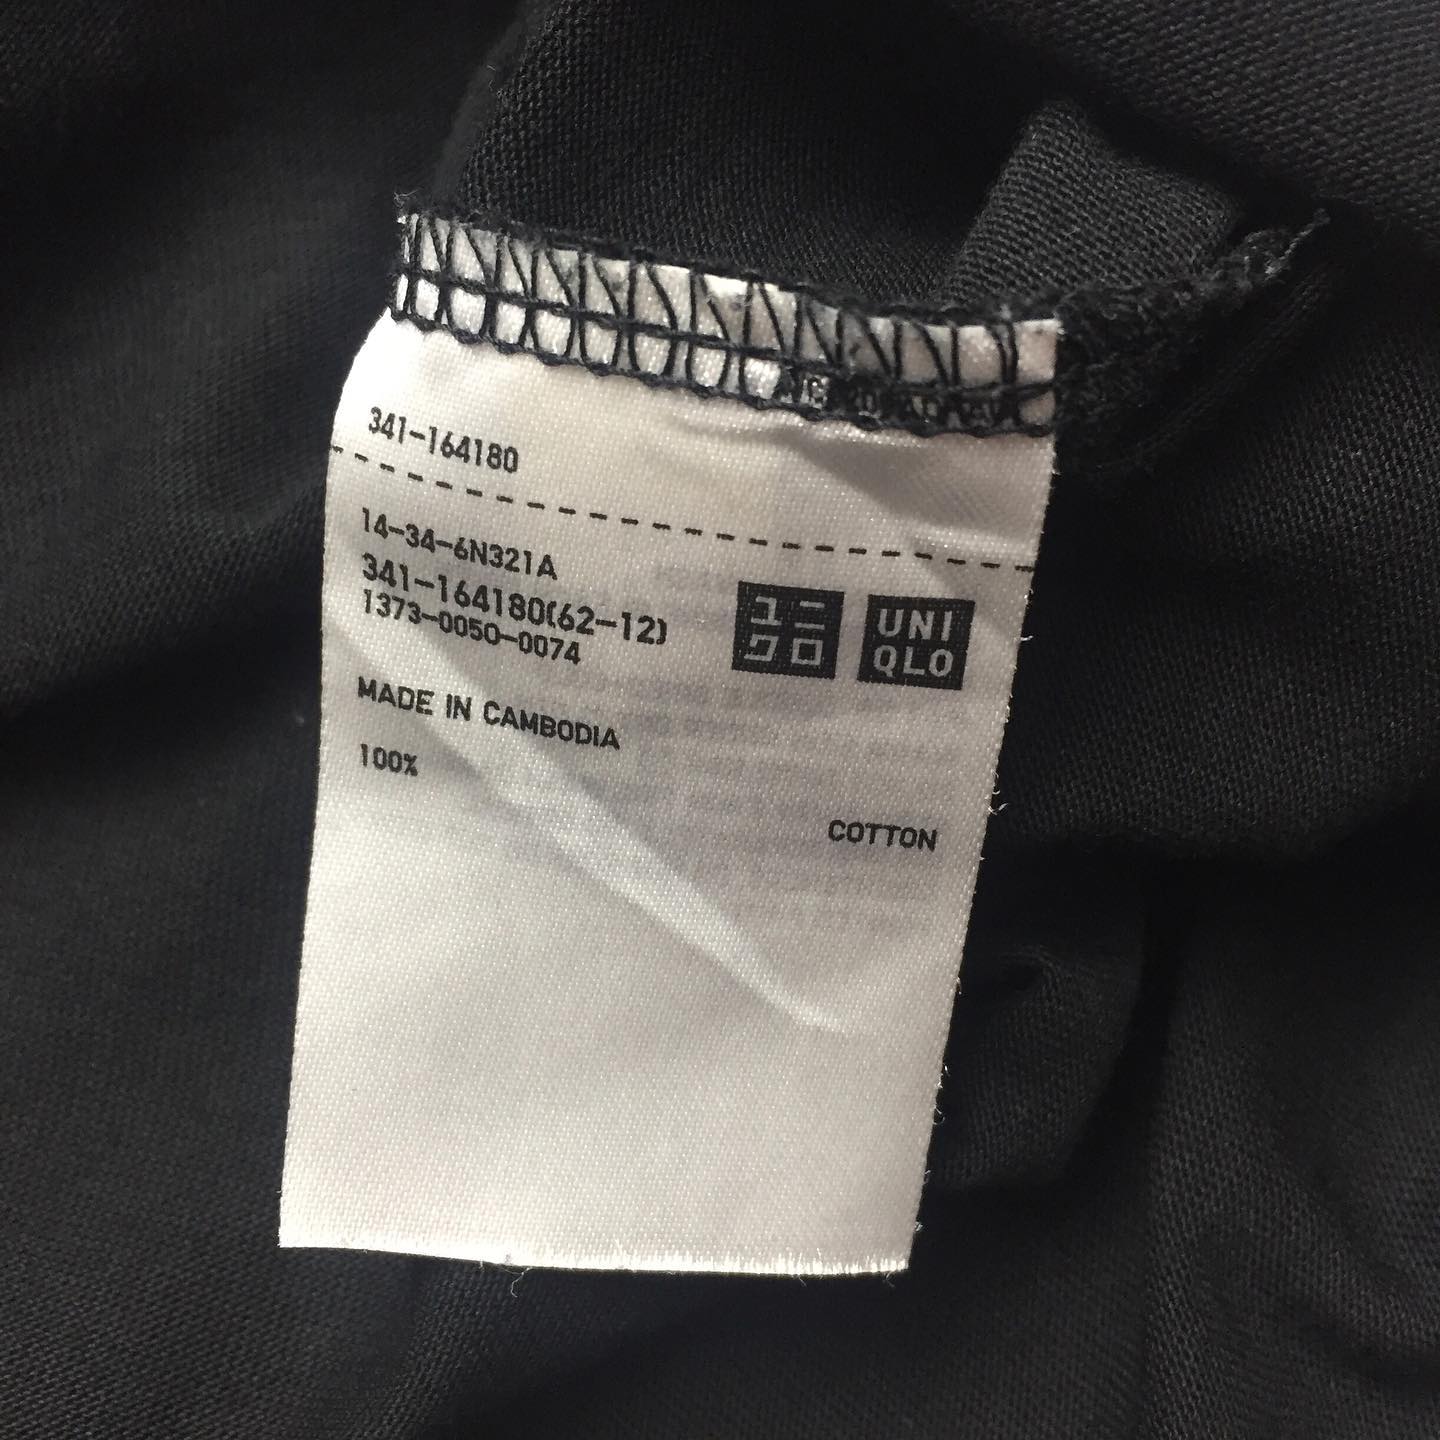 341-164180
14-34-6N321A
341-164180(62-12)
1373-0050-0074
ユニ
クロ
UNI
QLO
MADE IN CAMBODIA
100%
COTTON